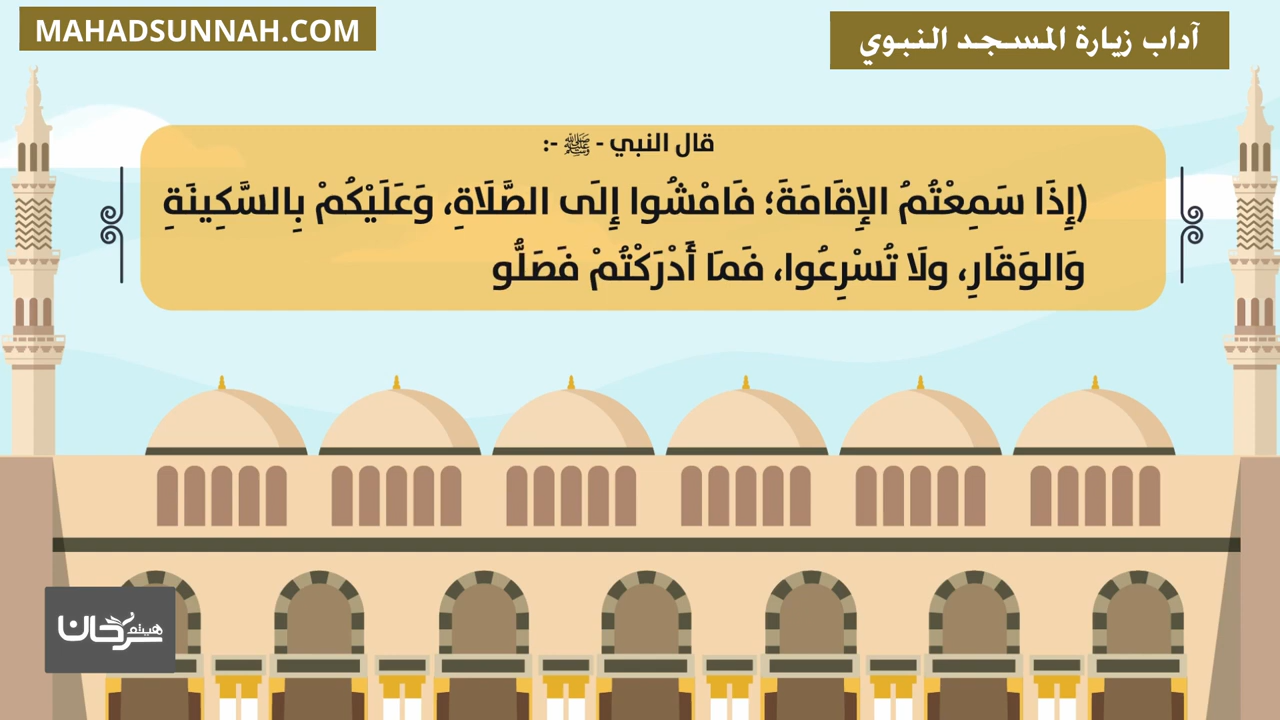 MAHADSUNNAH.COM
آداب زيارة المسجد النبوي
قال النبي - ﷺ -:
(إِذَا سَمِعْتُمُ الإِقَامَةَ؛ فَامْشُوا إِلَى الصَّلَاةِ، وَعَلَيْكُمْ بِالسَّكِينَةِ
وَالوَقَارِ، ولَا تُسْرِعُوا، فَمَا أَدْرَكْتُمْ فَصَلُّو
هيثم
سرحان